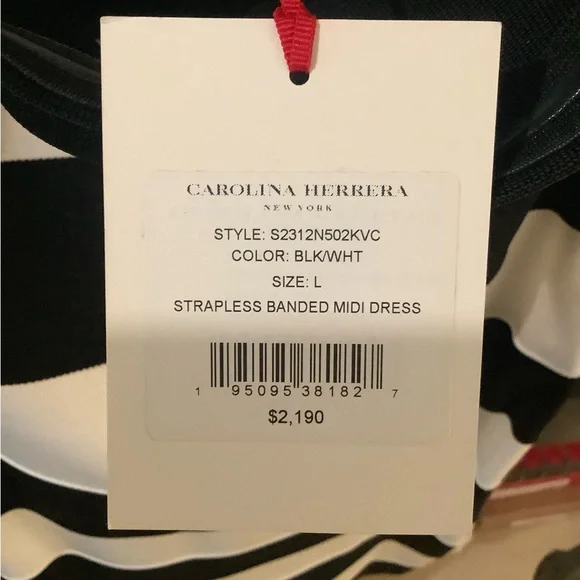 CAROLINA HERRERA
NEW YORK
STYLE: S2312N502KVC
COLOR: BLK/WHT
SIZE: L
STRAPLESS BANDED MIDI DRESS
1 95095 38182 7
$2,190